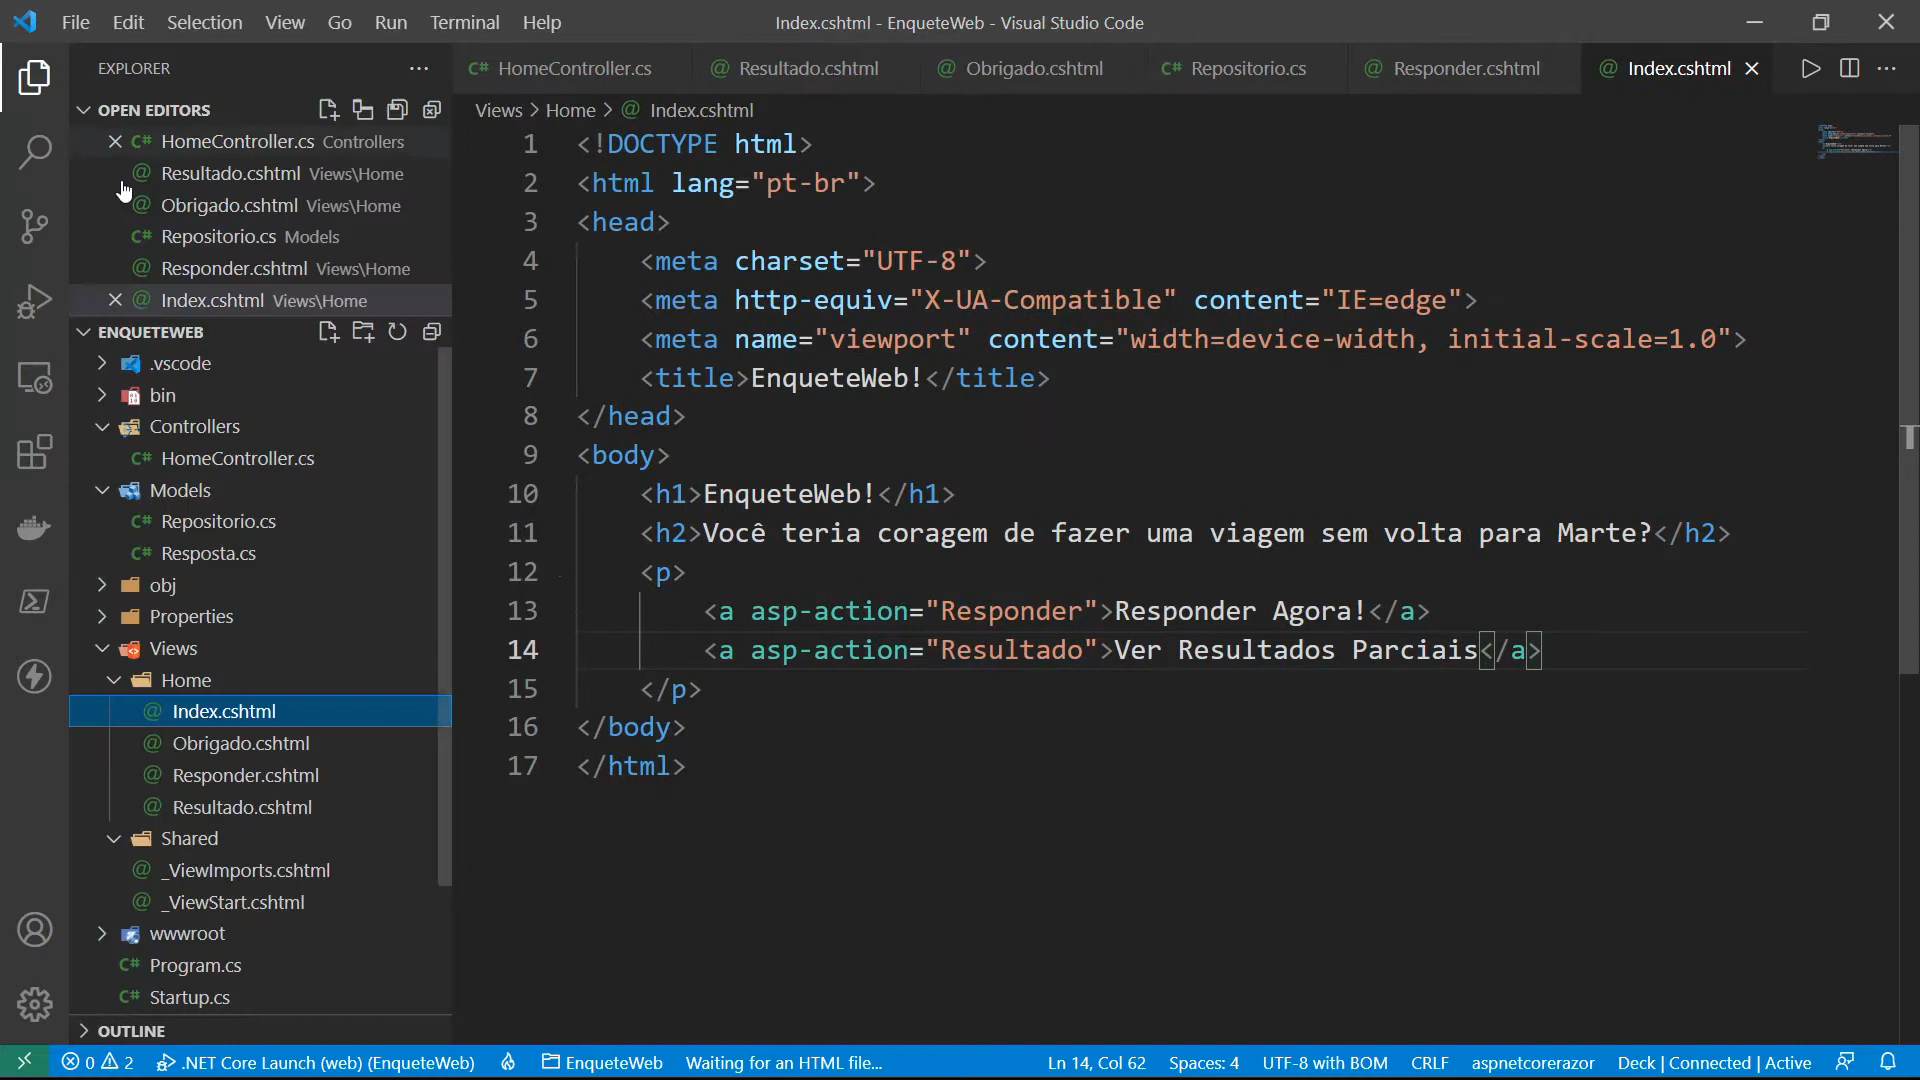 File Edit Selection View Go Run Terminal Help Index.cshtml - EnqueteWeb - Visual Studio Code
EXPLORER
OPEN EDITORS
HomeController.cs Controllers
Resultado.cshtml Views\Home
Obrigado.cshtml Views\Home
Repositorio.cs Models
Responder.cshtml Views\Home
Index.cshtml Views\Home
ENQUETEWEB
.vscode
bin
Controllers
HomeController.cs
Models
Repositorio.cs
Resposta.cs
obj
Properties
Views
Home
Index.cshtml
Obrigado.cshtml
Responder.cshtml
Resultado.cshtml
Shared
_ViewImports.cshtml
_ViewStart.cshtml
wwwroot
Program.cs
Startup.cs
OUTLINE
HomeController.cs Resultado.cshtml Obrigado.cshtml Repositorio.cs Responder.cshtml Index.cshtml
Views > Home > Index.cshtml
1 <!DOCTYPE html>
2 <html lang="pt-br">
3 <head>
4 <meta charset="UTF-8">
5 <meta http-equiv="X-UA-Compatible" content="IE=edge">
6 <meta name="viewport" content="width=device-width, initial-scale=1.0">
7 <title>EnqueteWeb!</title>
8 </head>
9 <body>
10 <h1>EnqueteWeb!</h1>
11 <h2>Você teria coragem de fazer uma viagem sem volta para Marte?</h2>
12 <p>
13 <a asp-action="Responder">Responder Agora!</a>
14 <a asp-action="Resultado">Ver Resultados Parciais</a>
15 </p>
16 </body>
17 </html>
0 2 .NET Core Launch (web) (EnqueteWeb) EnqueteWeb Waiting for an HTML file... Ln 14, Col 62 Spaces: 4 UTF-8 with BOM CRLF aspnetcorerazor Deck | Connected | Active